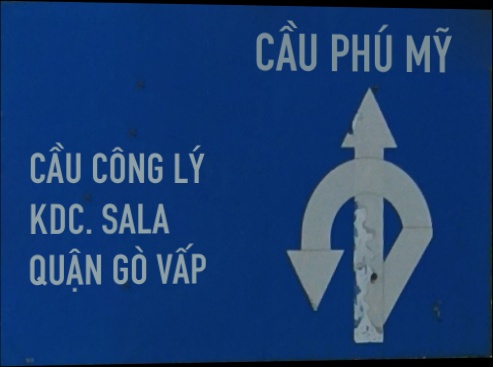 CẦU PHÚ MỸ
CẦU CÔNG LÝ
KDC. SALA
QUẬN GÒ VẤP